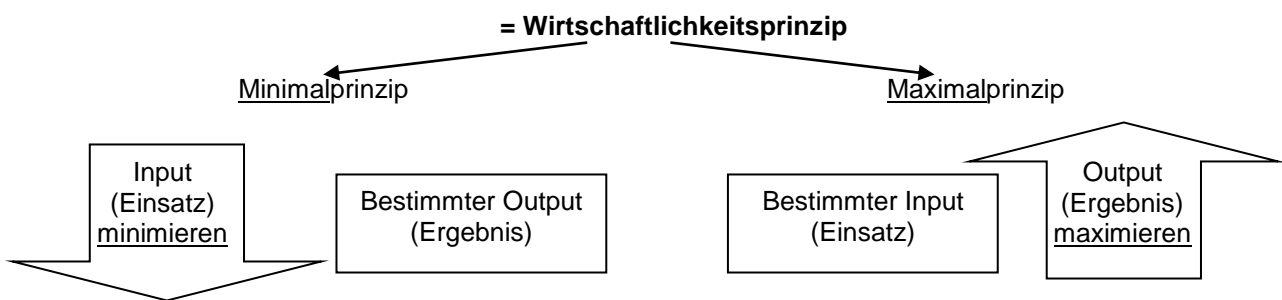 = Wirtschaftlichkeitsprinzip
Minimalprinzip
Maximalprinzip
Input
(Einsatz)
minimieren
Bestimmter Output
(Ergebnis)
Bestimmter Input
(Einsatz)
Output
(Ergebnis)
maximieren